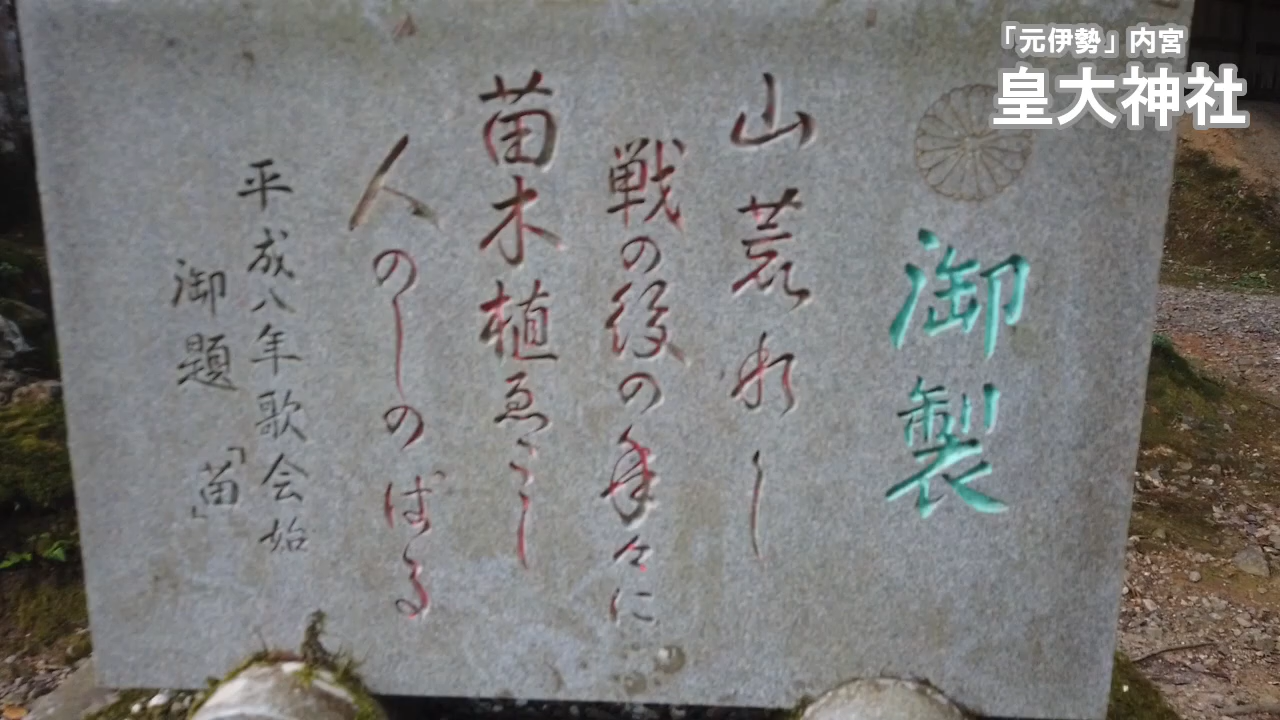 「元伊勢」内宮
皇大神社
御製
山荒れし
戦の後の年々に
苗木植ゑこし
人のしのばる
平成八年歌会始
御題「苗」